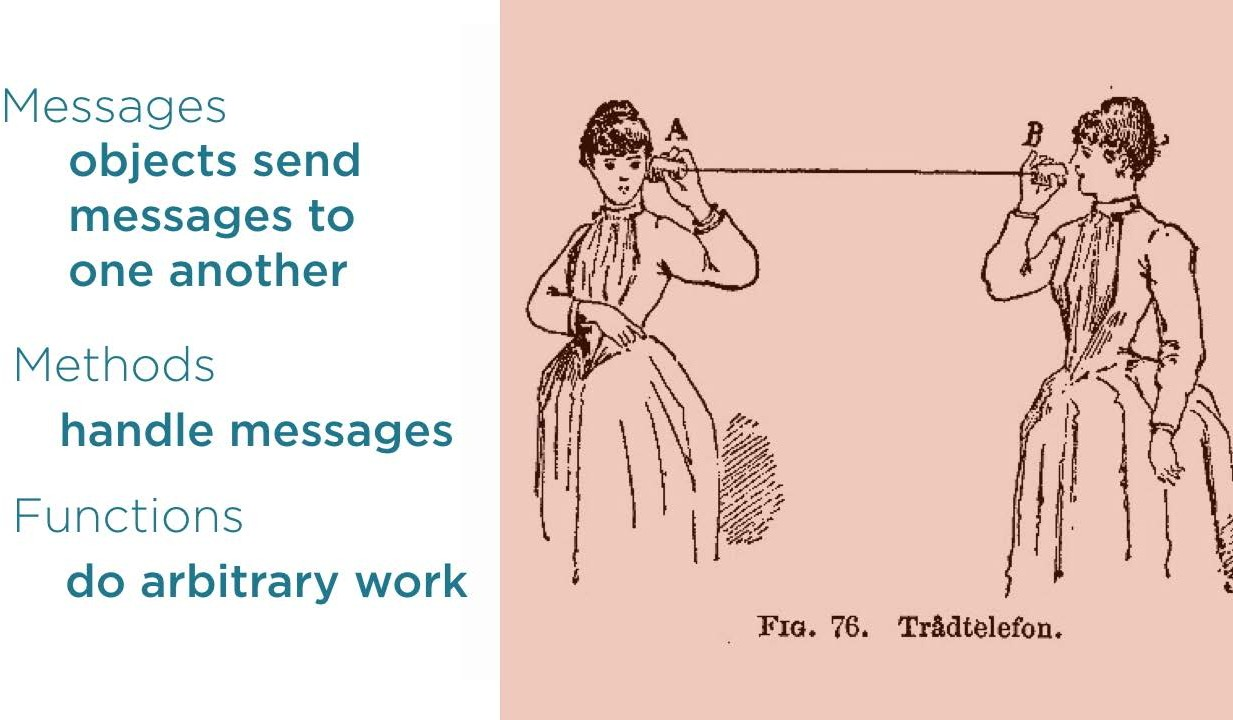 Messages
objects send
messages to
one another
Methods
handle messages
Functions
do arbitrary work
A
B
FIG. 76. Trådtelefon.